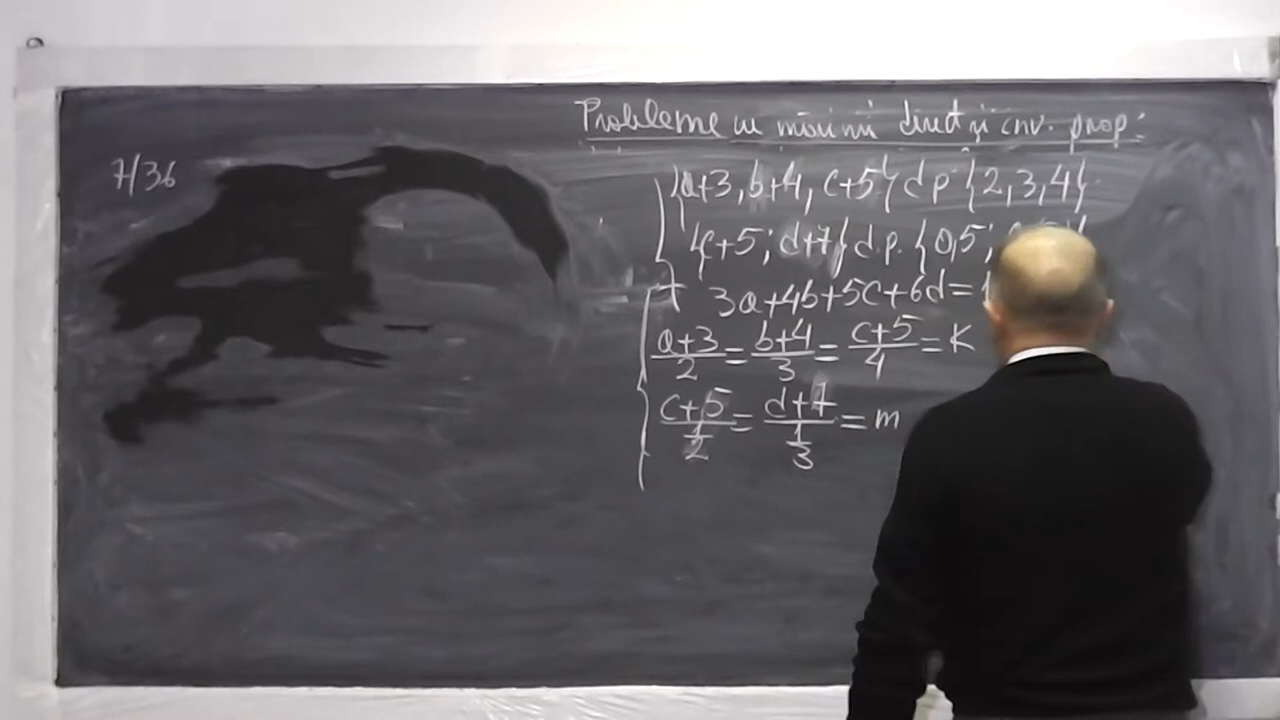 Probleme cu mărimi direct și inv. prop:
7/36
{a+3, b+4, c+5} d p {2,3,4}
{c+5; d+7} d p. {0,5;
3a+4b+5c+6d=
a+3/2 = b+4/3 = c+5/4 = K
c+5/(1/2) = d+7/(1/3) = m